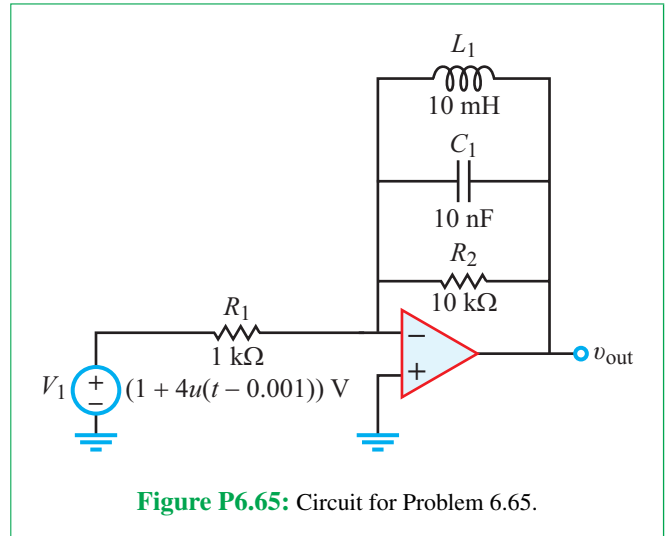 L1
10 mH
C1
10 nF
R2
10 kΩ
R1
1 kΩ
−
+
vout
V1
+
−
(1 + 4u(t – 0.001)) V
Figure P6.65: Circuit for Problem 6.65.